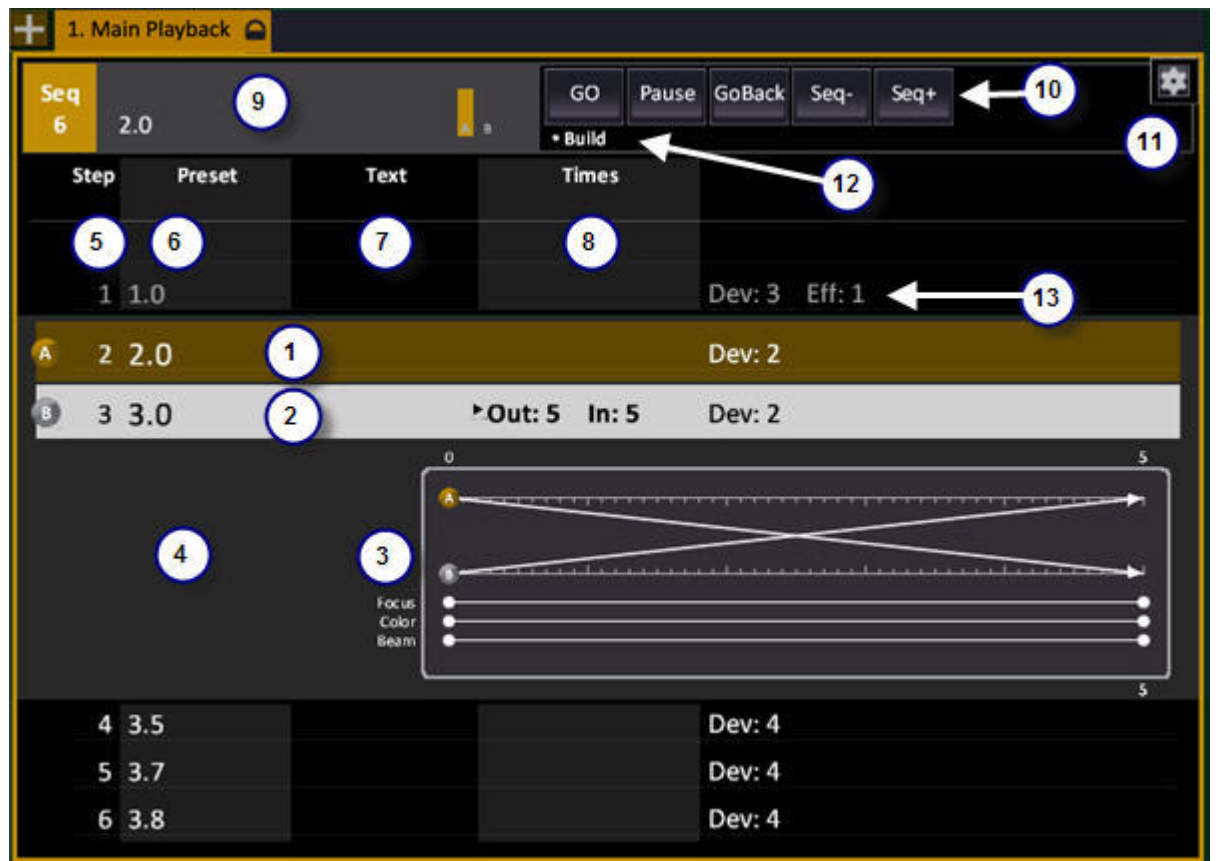 1. Main Playback
Seq
6
2.0
9
A B
GO Pause GoBack Seq- Seq+
10
• Build
11
12
Step Preset Text Times
5 6 7 8
1 1.0 Dev: 3 Eff: 1
13
A 2 2.0 1 Dev: 2
B 3 3.0 2 ▸Out: 5 In: 5 Dev: 2
0 5
A
4 3
B
Focus
Color
Beam
5
4 3.5 Dev: 4
5 3.7 Dev: 4
6 3.8 Dev: 4